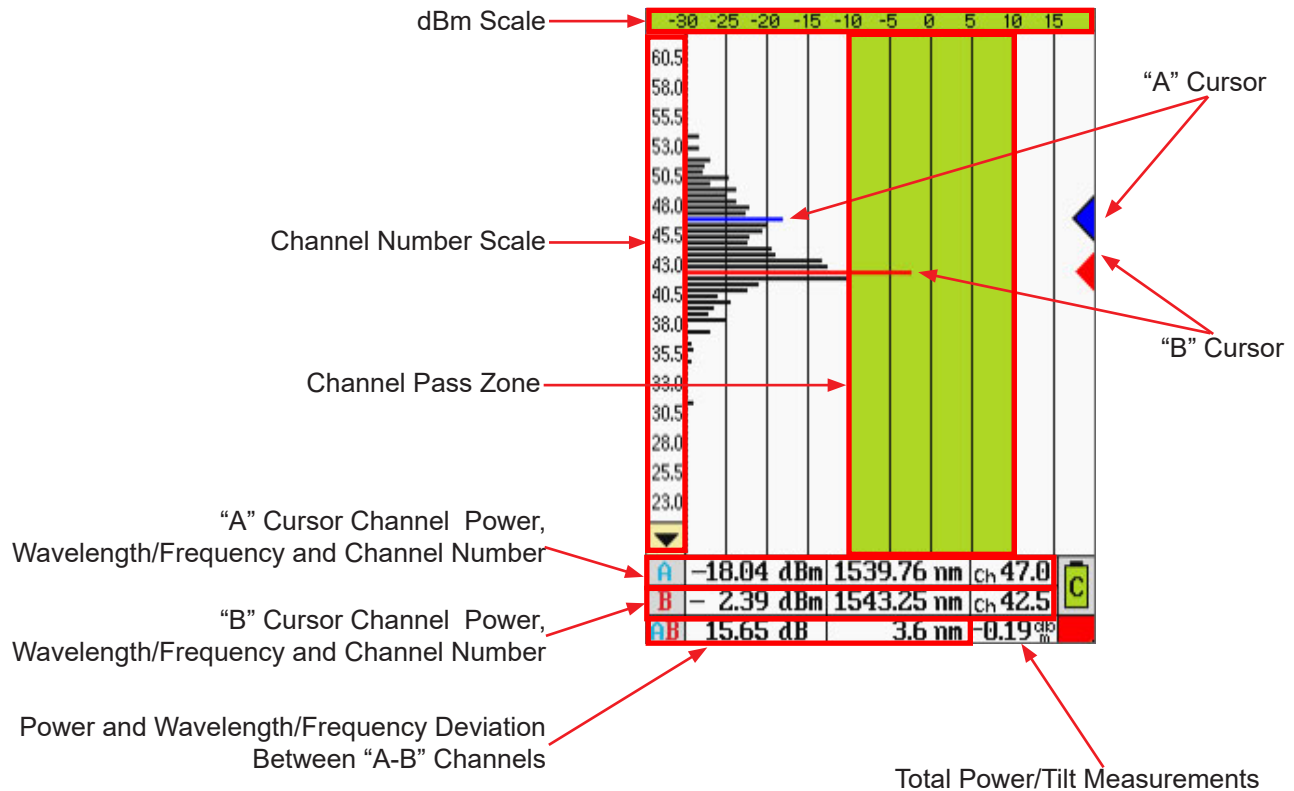 dBm Scale
-30 -25 -20 -15 -10 -5 0 5 10 15
60.5
58.0
55.5
53.0
50.5
48.0
45.5
43.0
40.5
38.0
35.5
33.0
30.5
28.0
25.5
23.0
“A” Cursor
Channel Number Scale
“B” Cursor
Channel Pass Zone
“A” Cursor Channel Power,
Wavelength/Frequency and Channel Number
A -18.04 dBm 1539.76 nm Ch 47.0
C
“B” Cursor Channel Power,
Wavelength/Frequency and Channel Number
B - 2.39 dBm 1543.25 nm Ch 42.5
AB 15.65 dB 3.6 nm -0.19 dB m
Power and Wavelength/Frequency Deviation
Between “A-B” Channels
Total Power/Tilt Measurements